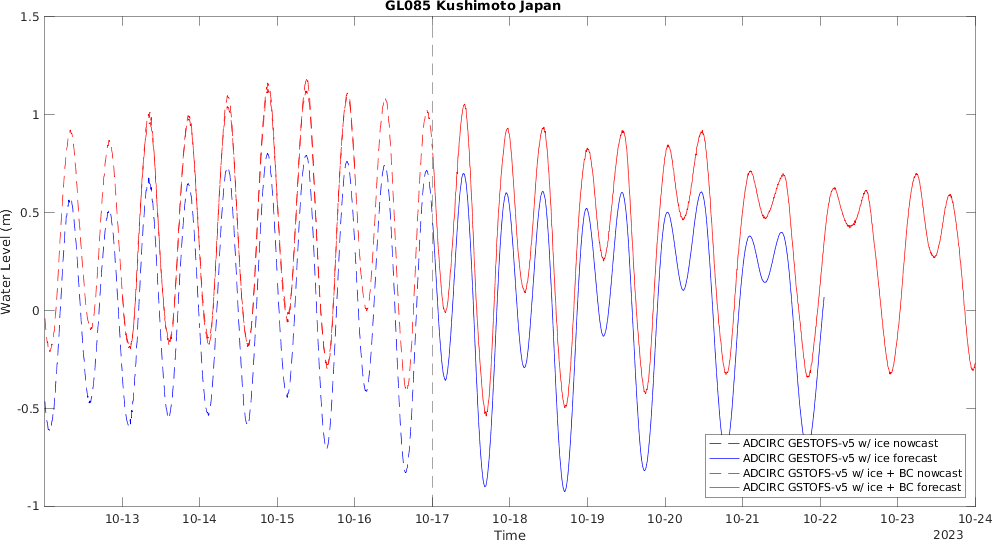 GL085 Kushimoto Japan
1.5
1
0.5
0
-0.5
-1
Water Level (m)
10-13 10-14 10-15 10-16 10-17 10-18 10-19 10-20 10-21 10-22 10-23 10-24
Time
2023
ADCIRC GESTOFS-v5 w/ ice nowcast
ADCIRC GESTOFS-v5 w/ ice forecast
ADCIRC GSTOFS-v5 w/ ice + BC nowcast
ADCIRC GSTOFS-v5 w/ ice + BC forecast